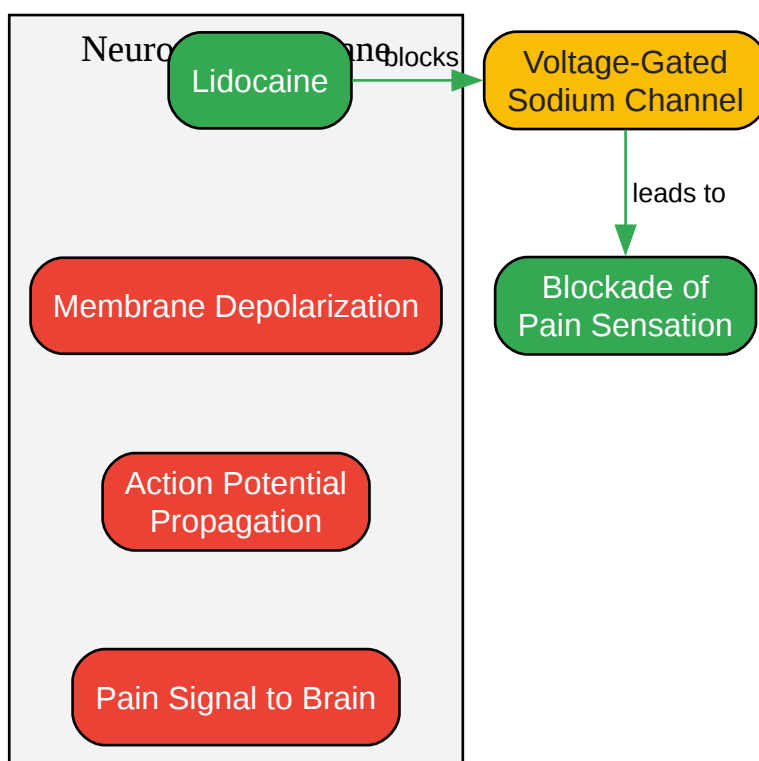 Lidocaine
blocks
Voltage-Gated
Sodium Channel
leads to
Membrane Depolarization
Blockade of
Pain Sensation
Action Potential
Propagation
Pain Signal to Brain